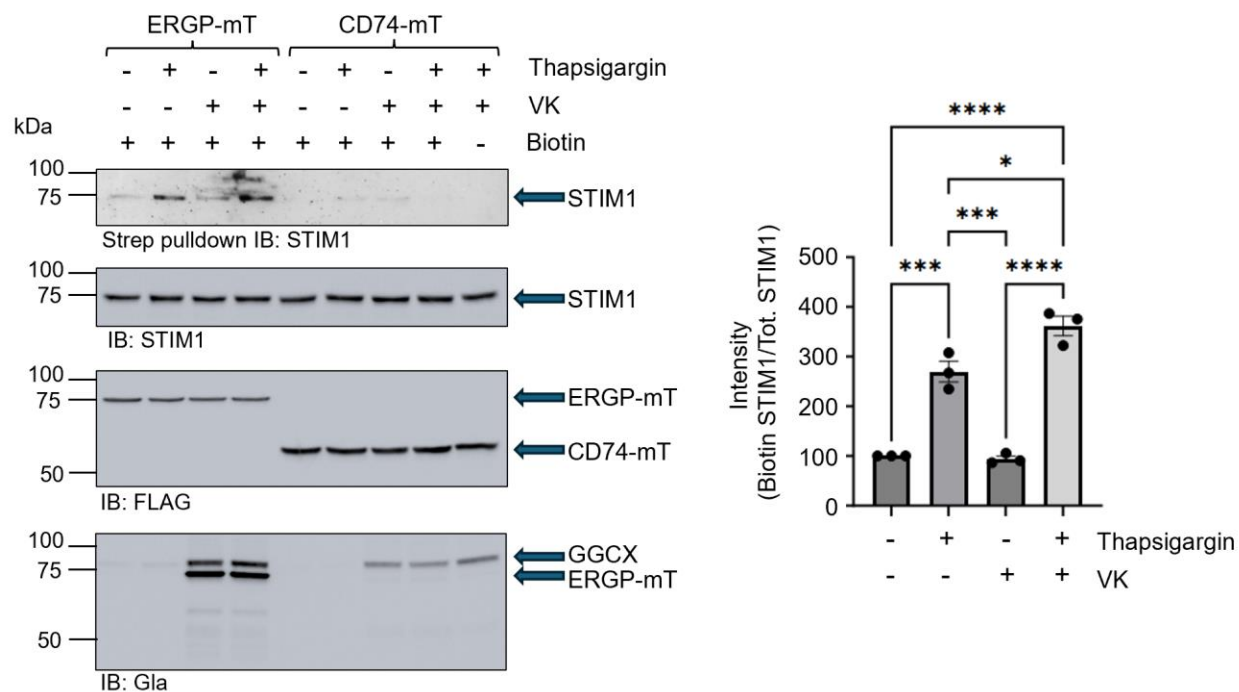 ERGP-mT CD74-mT
- + - + - + - + + Thapsigargin
- - + + - - + + + VK
kDa
+ + + + + + + + - Biotin
100
75
STIM1
Strep pulldown IB: STIM1
100
75
STIM1
IB: STIM1
100
75
50
ERGP-mT
CD74-mT
IB: FLAG
100
75
50
GGCX
ERGP-mT
IB: Gla
****
*
***
*** ****
Intensity
(Biotin STIM1/Tot. STIM1)
500
400
300
200
100
0
- + - + Thapsigargin
- - + + VK